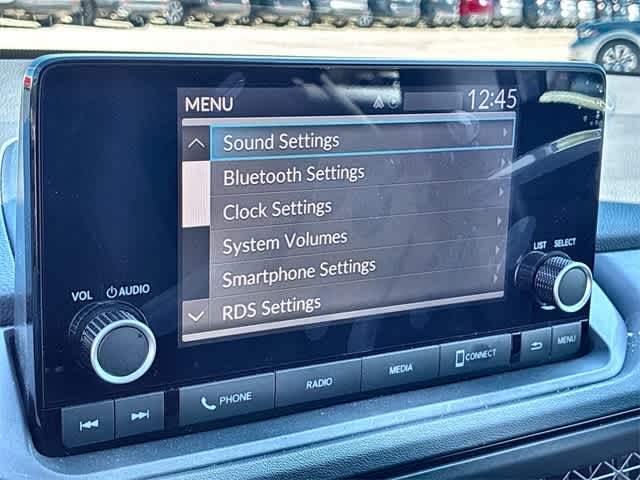 MENU 12:45
Sound Settings
Bluetooth Settings
Clock Settings
System Volumes
Smartphone Settings
RDS Settings
VOL AUDIO
LIST SELECT
PHONE RADIO MEDIA CONNECT MENU